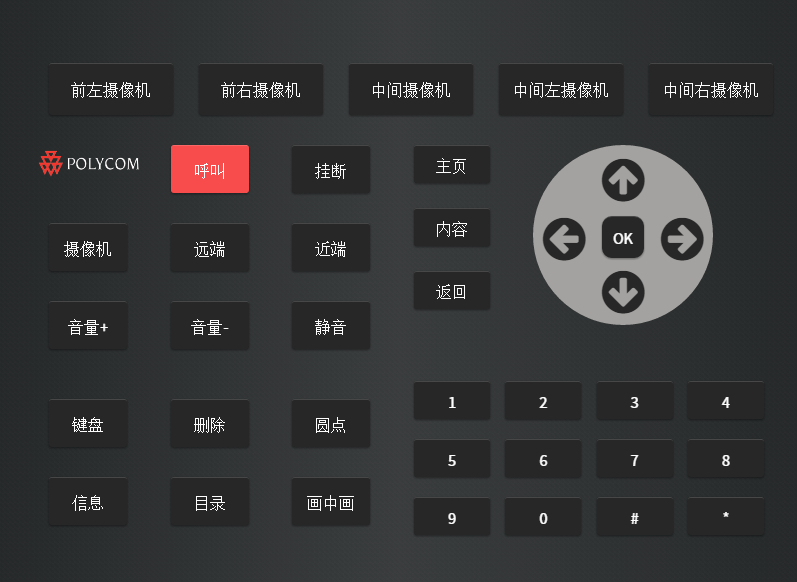 前左摄像机 前右摄像机 中间摄像机 中间左摄像机 中间右摄像机
POLYCOM 呼叫 挂断 主页
摄像机 远端 近端 内容 OK
音量+ 音量- 静音 返回
键盘 删除 圆点 1 2 3 4
5 6 7 8
信息 目录 画中画 9 0 # *